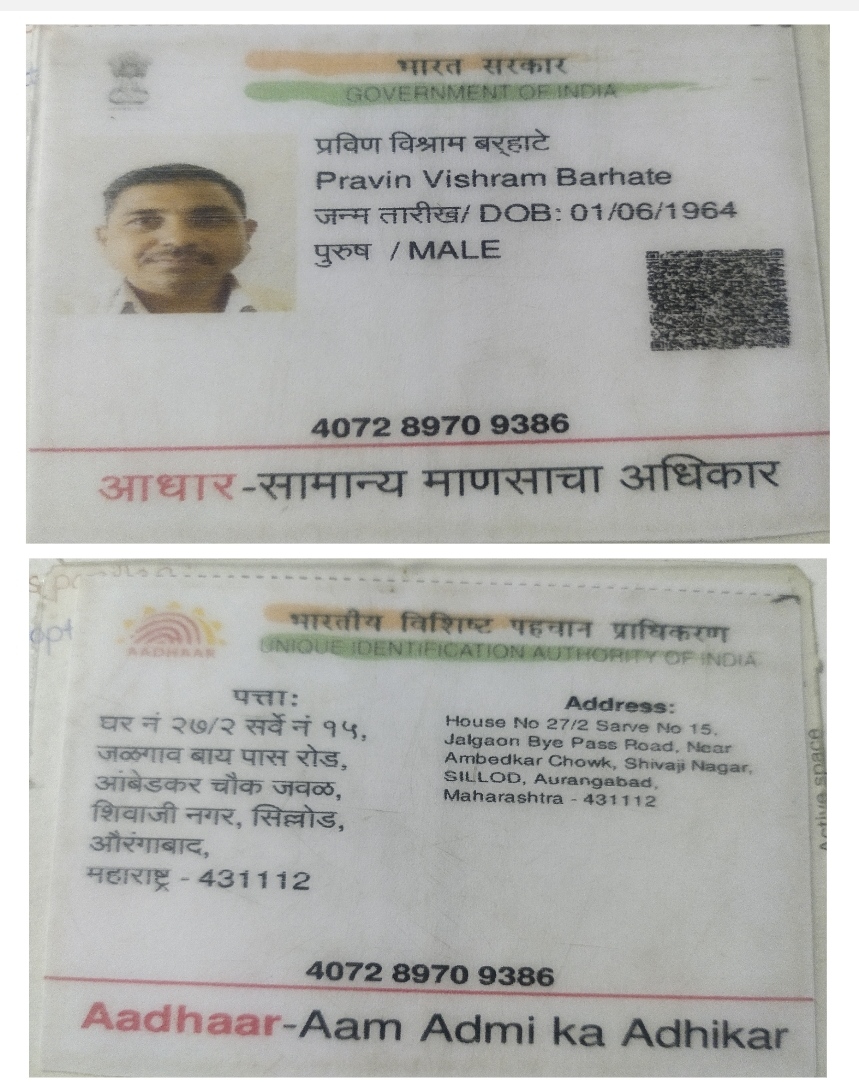 भारत सरकार
GOVERNMENT OF INDIA
प्रविण विश्राम बऱ्हाटे
Pravin Vishram Barhate
जन्म तारीख/ DOB: 01/06/1964
पुरुष / MALE
4072 8970 9386
आधार-सामान्य माणसाचा अधिकार
भारतीय विशिष्ट पहचान प्राधिकरण
AADHAAR
UNIQUE IDENTIFICATION AUTHORITY OF INDIA
पत्ता:
घर नं २७/२ सर्वे नं १५,
जळगाव बाय पास रोड,
आंबेडकर चौक जवळ,
शिवाजी नगर, सिल्लोड,
औरंगाबाद,
महाराष्ट्र - 431112
Address:
House No 27/2 Sarve No 15,
Jalgaon Bye Pass Road, Near
Ambedkar Chowk, Shivaji Nagar,
SILLOD, Aurangabad,
Maharashtra - 431112
Active space
4072 8970 9386
Aadhaar-Aam Admi ka Adhikar